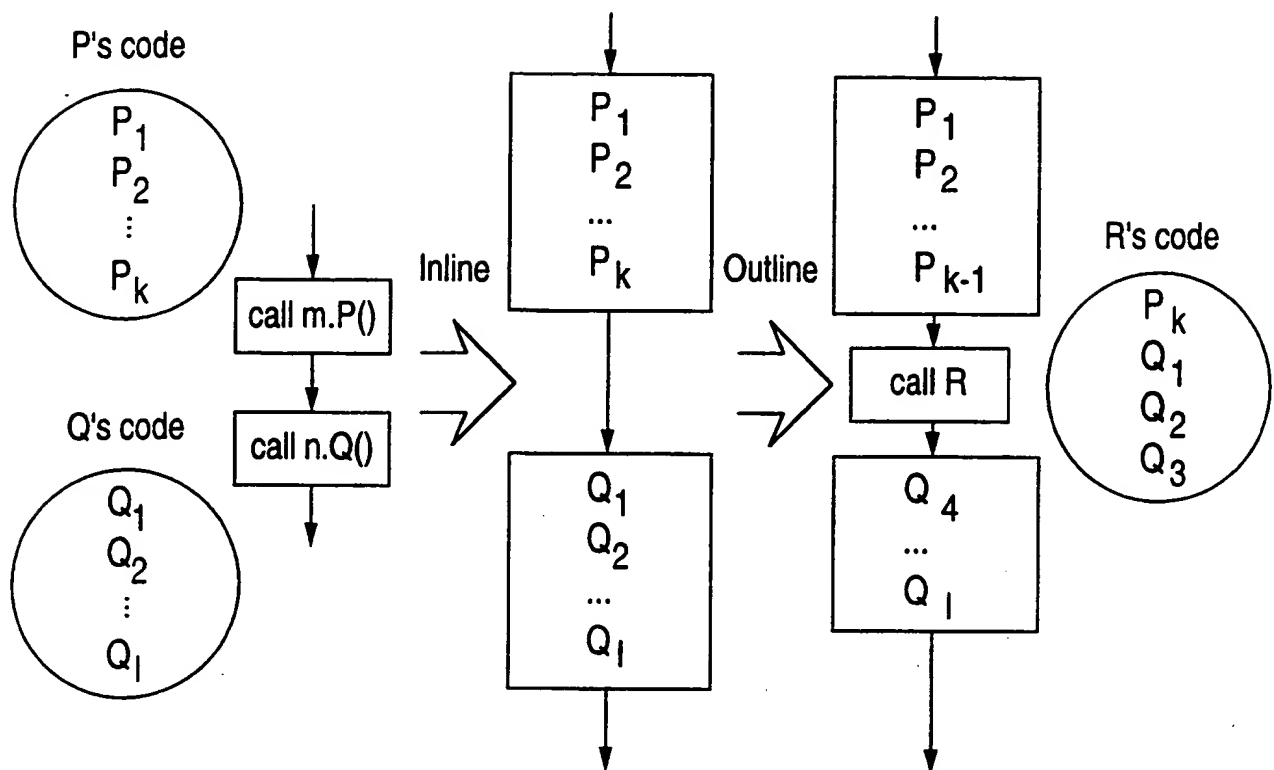 P's code
P₁
P₂
...
Pₖ
call m.P()
call n.Q()
Q's code
Q₁
Q₂
...
Qₗ
Inline
P₁
P₂
...
Pₖ
Q₁
Q₂
...
Qₗ
Outline
P₁
P₂
...
Pₖ₋₁
call R
Q₄
...
Qₗ
R's code
Pₖ
Q₁
Q₂
Q₃